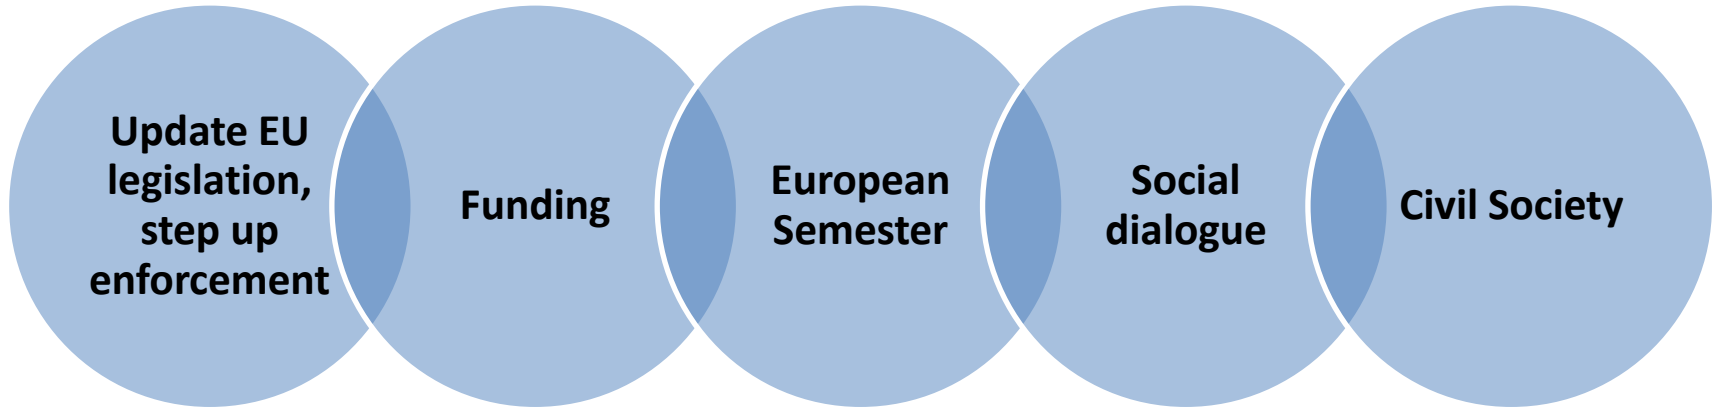 Update EU
legislation,
step up
enforcement
Funding
European
Semester
Social
dialogue
Civil Society